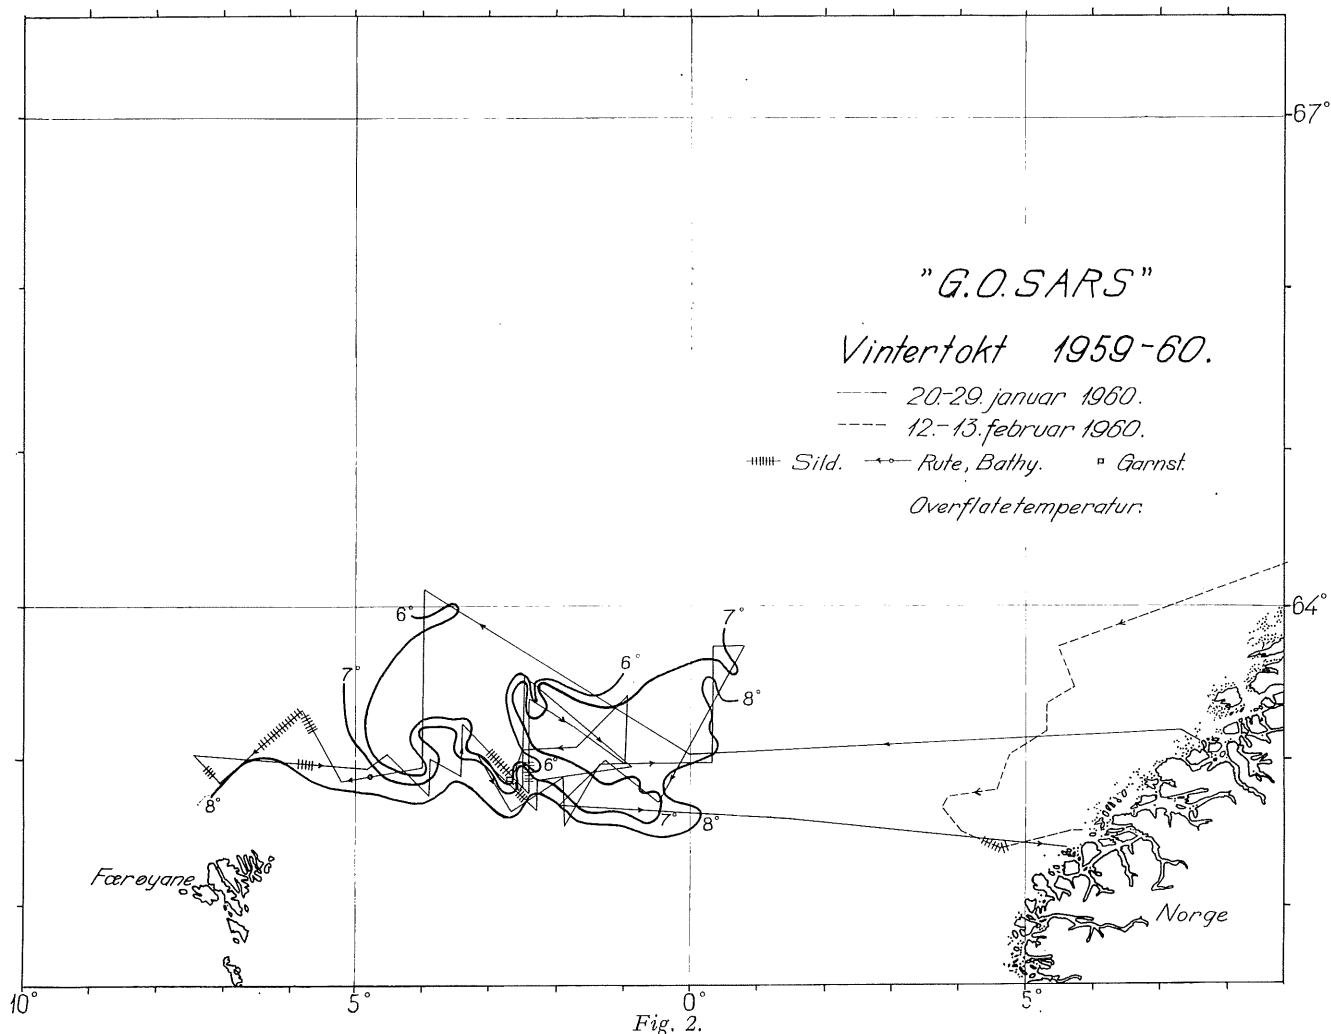 67°
"G.O.SARS"
Vintertokt 1959-60.
20.-29. januar 1960.
12.-13. februar 1960.
Sild. Rute, Bathy. Garnst.
Overflatetemperatur.
64°
6°
7°
6°
7°
8°
6°
8°
7°
8°
Færøyane
Norge
10° 5° 0° 5°
Fig. 2.